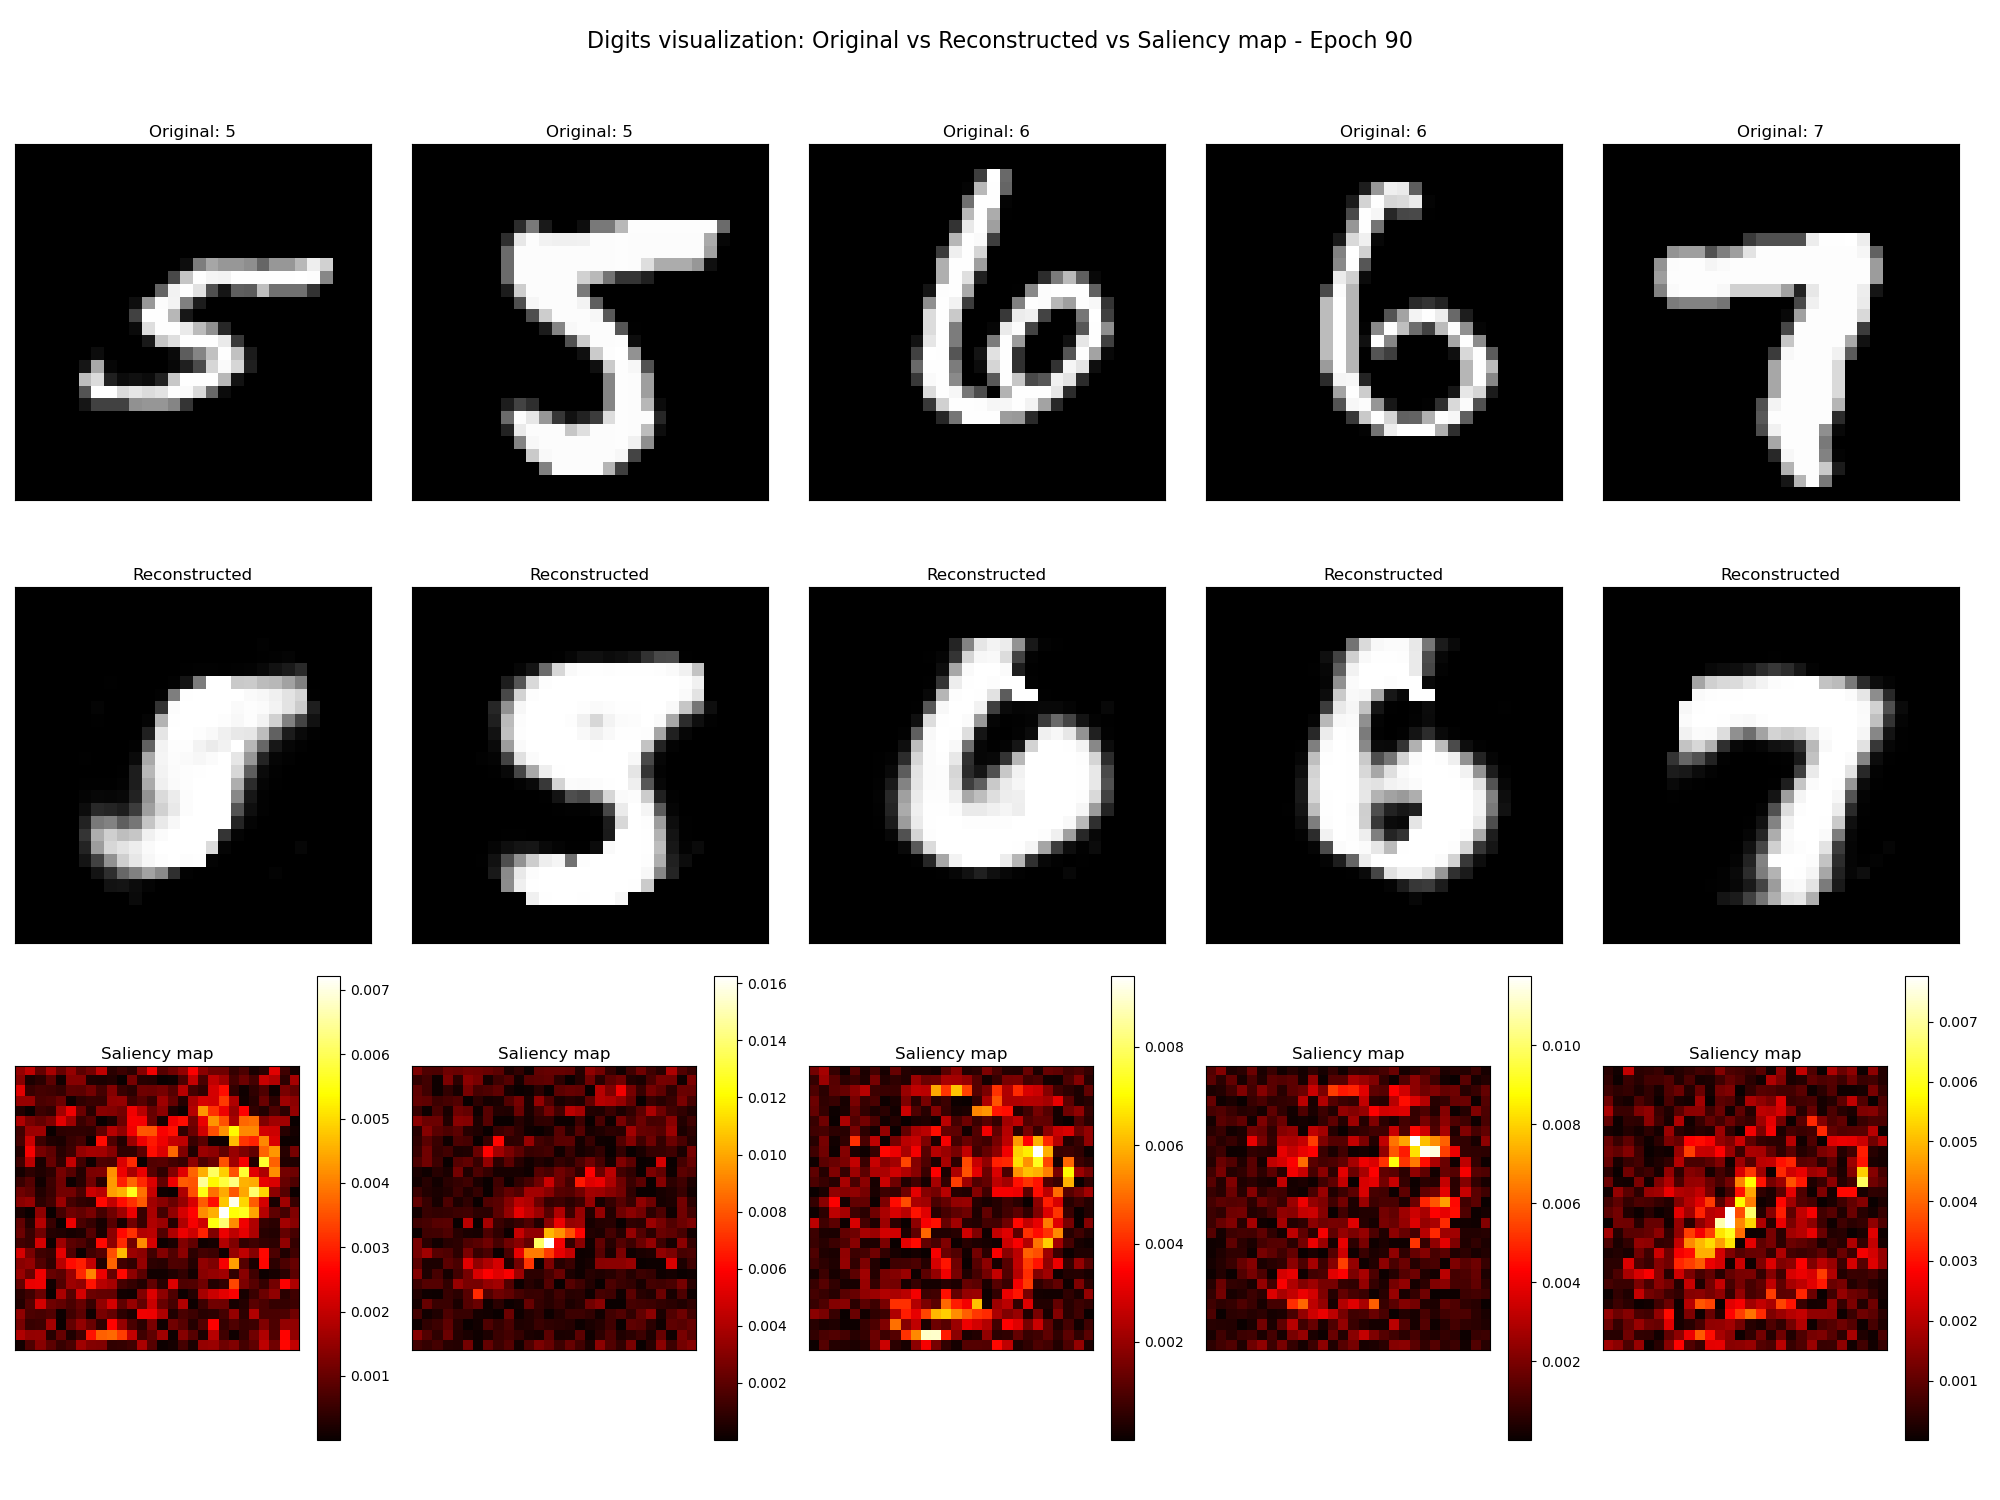 Digits visualization: Original vs Reconstructed vs Saliency map - Epoch 90
Original: 5
Original: 5
Original: 6
Original: 6
Original: 7
5
5
6
6
7
Reconstructed
Reconstructed
Reconstructed
Reconstructed
Reconstructed
Saliency map
0.007
0.006
0.005
0.004
0.003
0.002
0.001
Saliency map
0.016
0.014
0.012
0.010
0.008
0.006
0.004
0.002
Saliency map
0.008
0.006
0.004
0.002
Saliency map
0.010
0.008
0.006
0.004
0.002
Saliency map
0.007
0.006
0.005
0.004
0.003
0.002
0.001